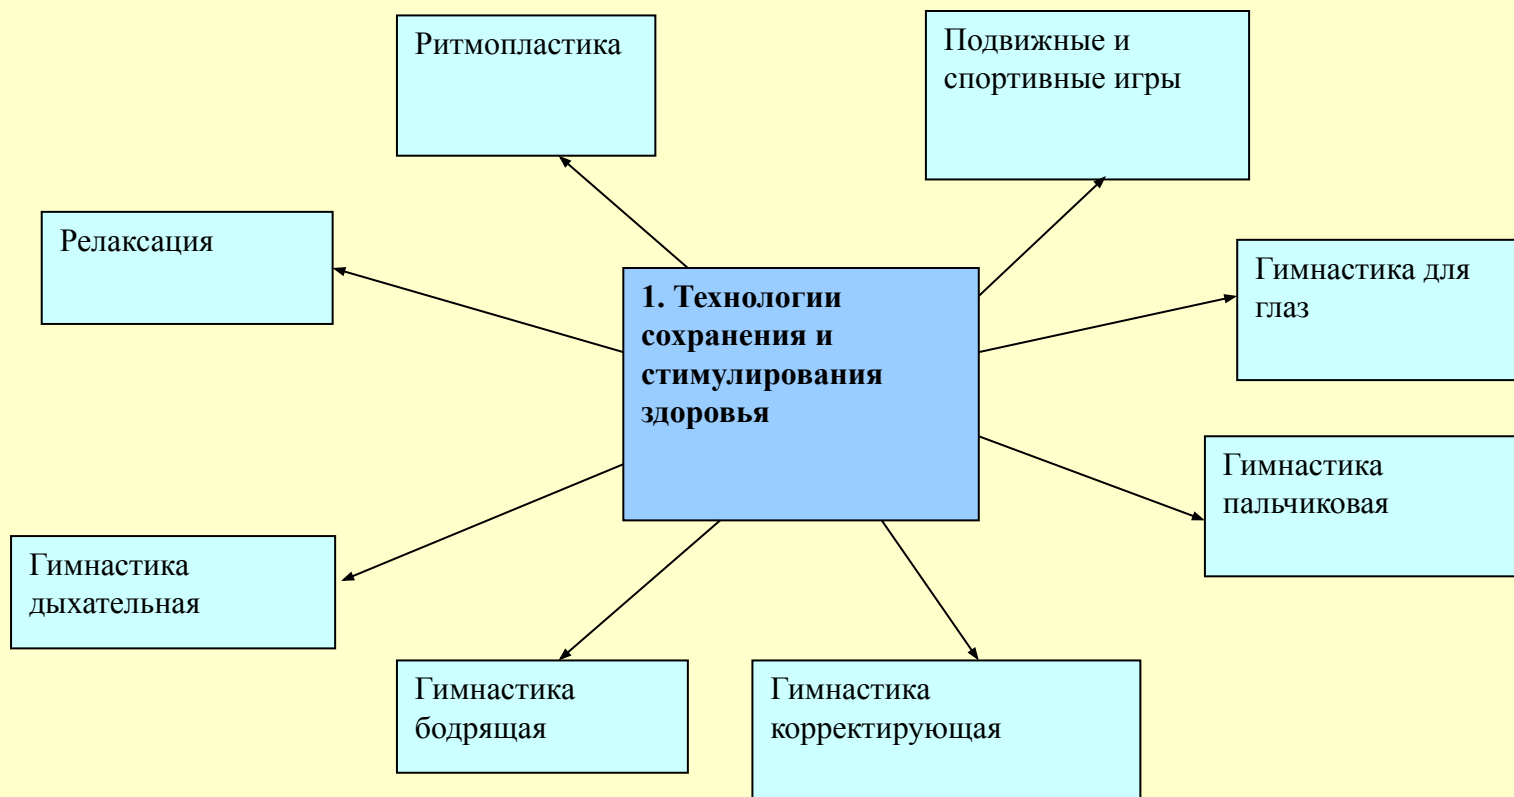 Ритмопластика
Подвижные и
спортивные игры
Релаксация
Гимнастика для
глаз
1. Технологии
сохранения и
стимулирования
здоровья
Гимнастика
пальчиковая
Гимнастика
дыхательная
Гимнастика
бодрящая
Гимнастика
корректирующая